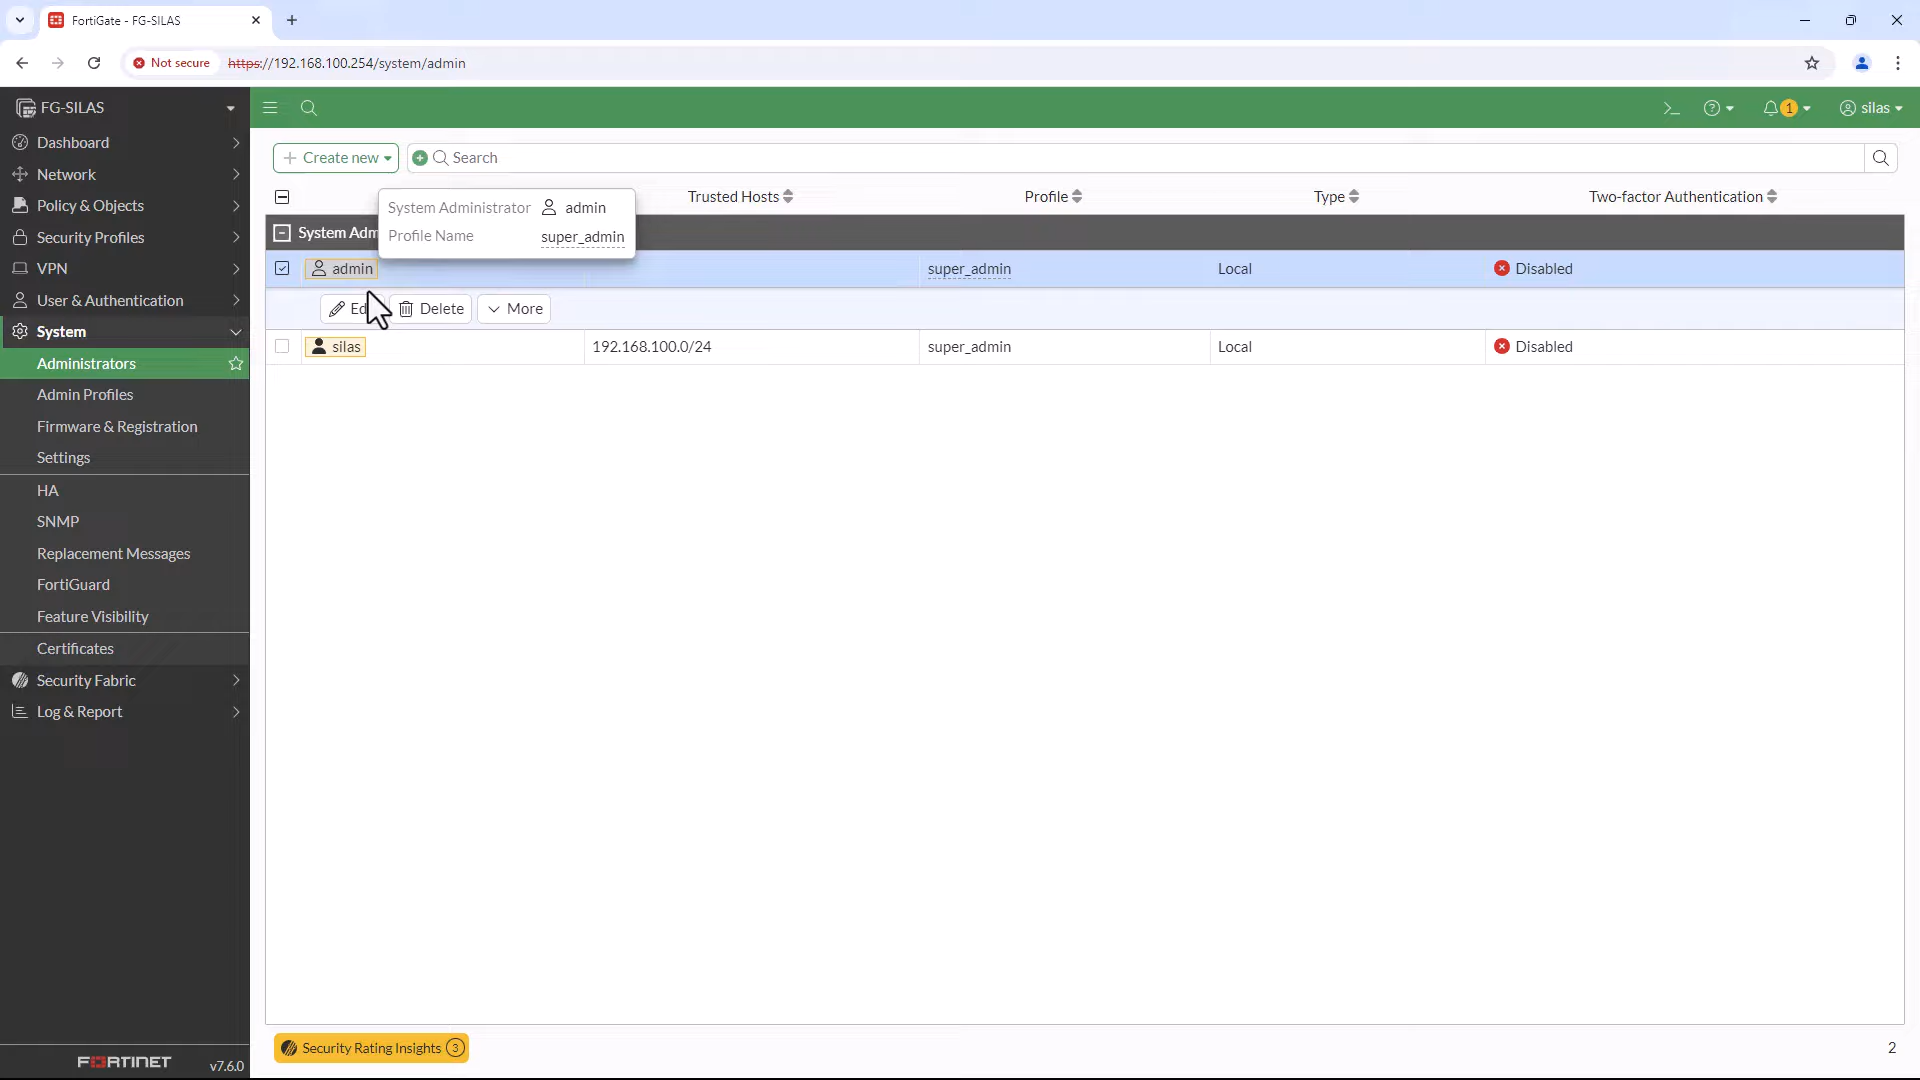 FortiGate - FG-SILAS
Not secure
https://192.168.100.254/system/admin
FG-SILAS
1
silas
Dashboard
Network
Policy & Objects
Security Profiles
VPN
User & Authentication
System
Administrators
Admin Profiles
Firmware & Registration
Settings
HA
SNMP
Replacement Messages
FortiGuard
Feature Visibility
Certificates
Security Fabric
Log & Report
FORTINET
v7.6.0
Create new
Search
Trusted Hosts
Profile
Type
Two-factor Authentication
System Administrator admin
Profile Name super_admin
System Adm
admin super_admin Local Disabled
Ed Delete More
silas 192.168.100.0/24 super_admin Local Disabled
Security Rating Insights 3
2